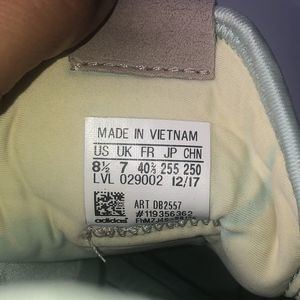 MADE IN VIETNAM
US UK FR JP CHN
8½ 7 40⅔ 255 250
LVL 029002 12/17
ART DB2557
#119356362
adidas